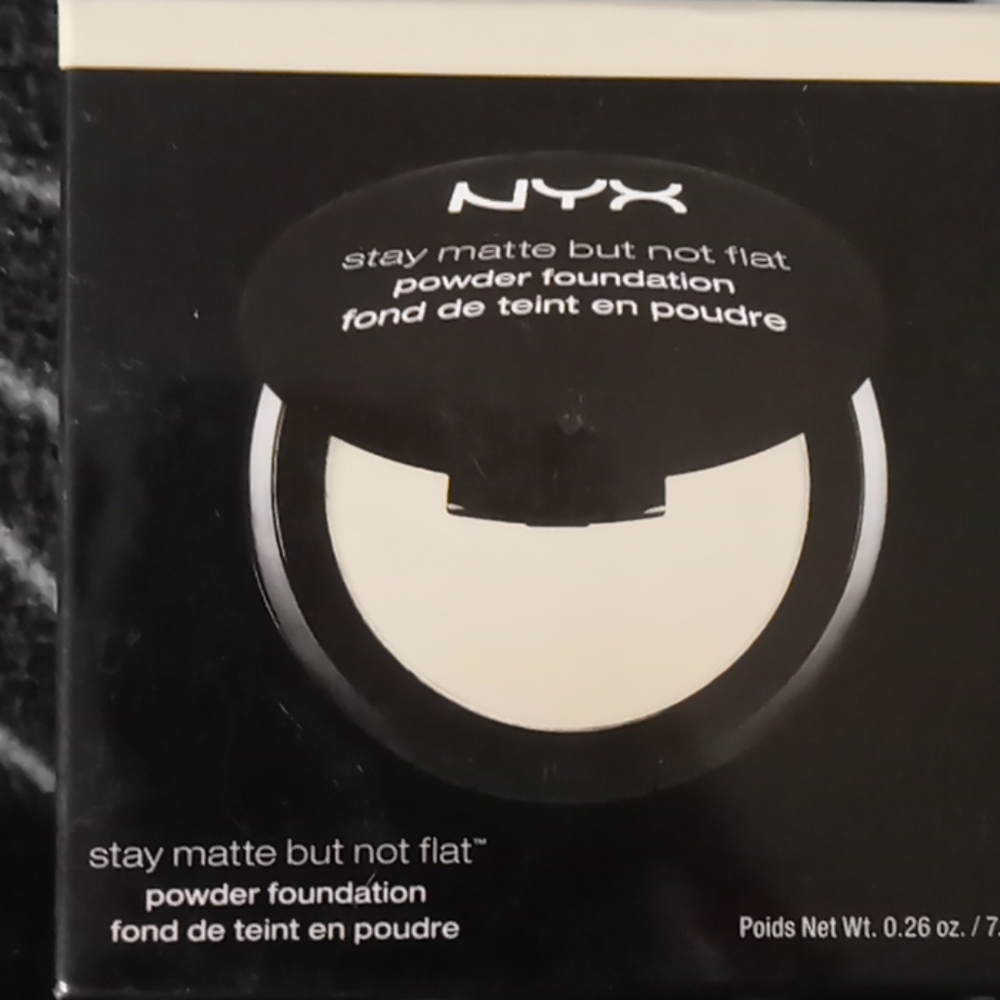 NYX
stay matte but not flat
powder foundation
fond de teint en poudre
stay matte but not flat™
powder foundation
fond de teint en poudre
Poids Net Wt. 0.26 oz. / 7.